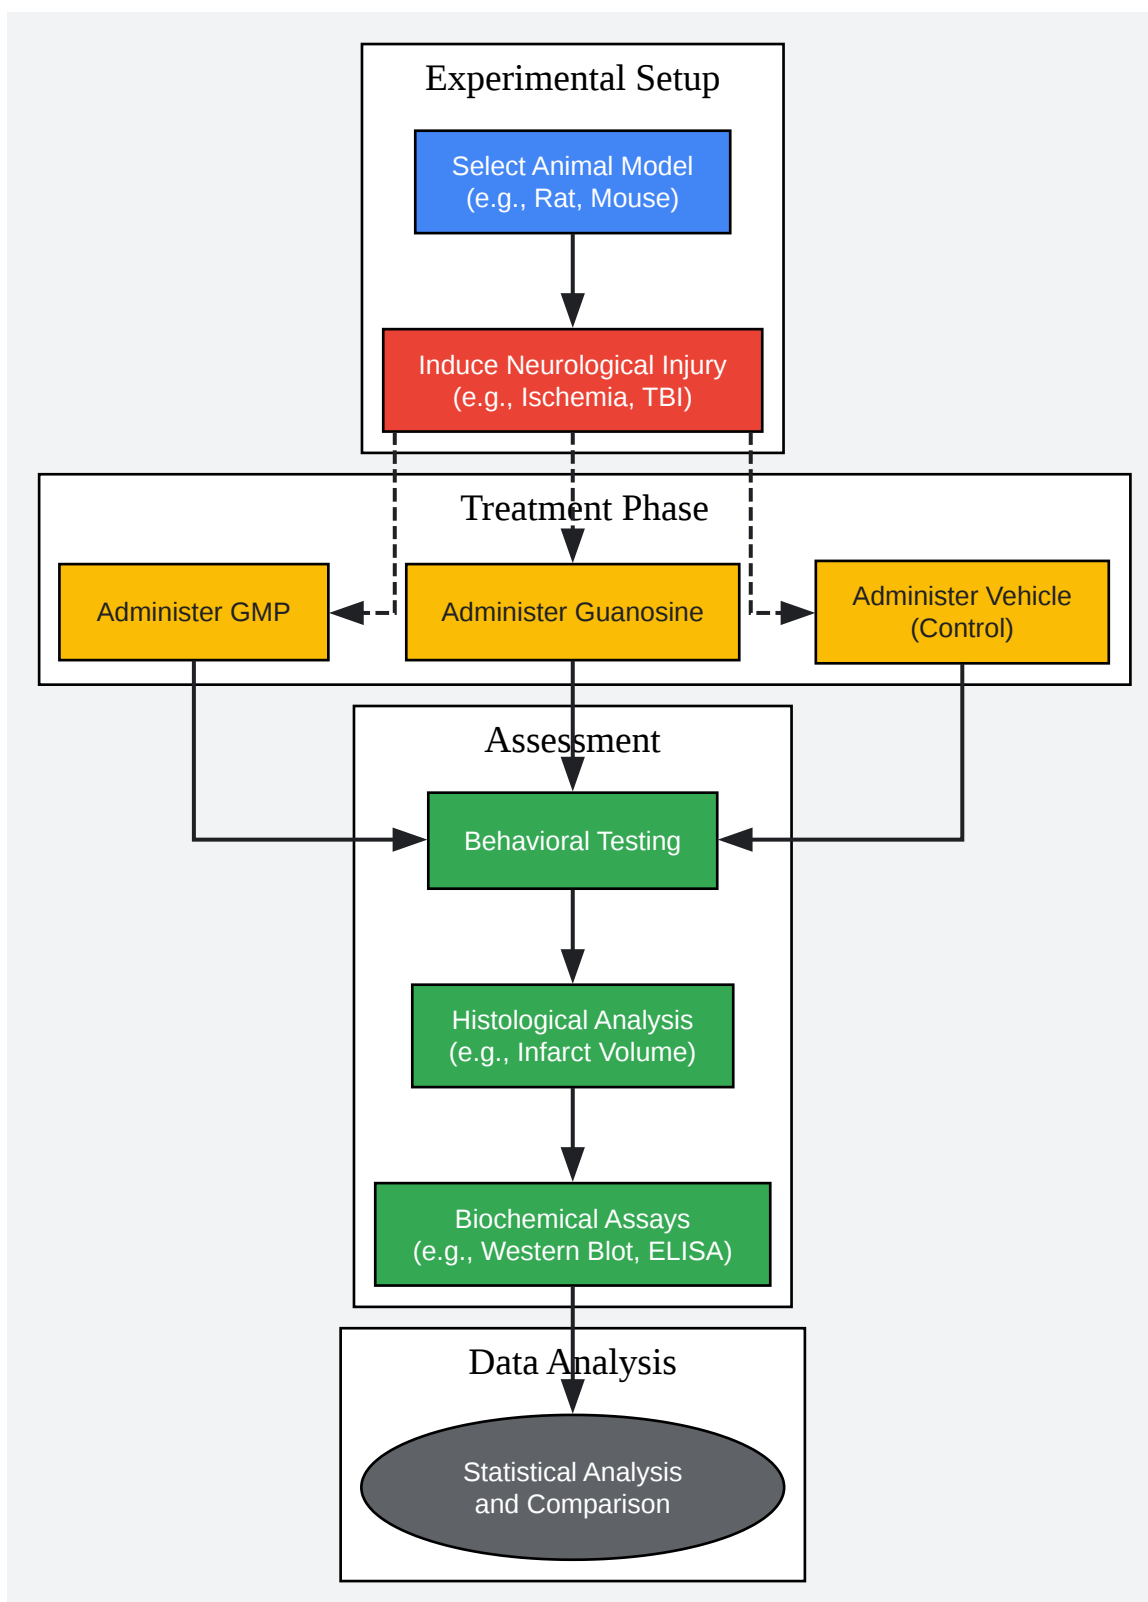 Experimental Setup
Select Animal Model
(e.g., Rat, Mouse)
Induce Neurological Injury
(e.g., Ischemia, TBI)
Treatment Phase
Administer GMP
Administer Guanosine
Administer Vehicle
(Control)
Assessment
Behavioral Testing
Histological Analysis
(e.g., Infarct Volume)
Biochemical Assays
(e.g., Western Blot, ELISA)
Data Analysis
Statistical Analysis
and Comparison